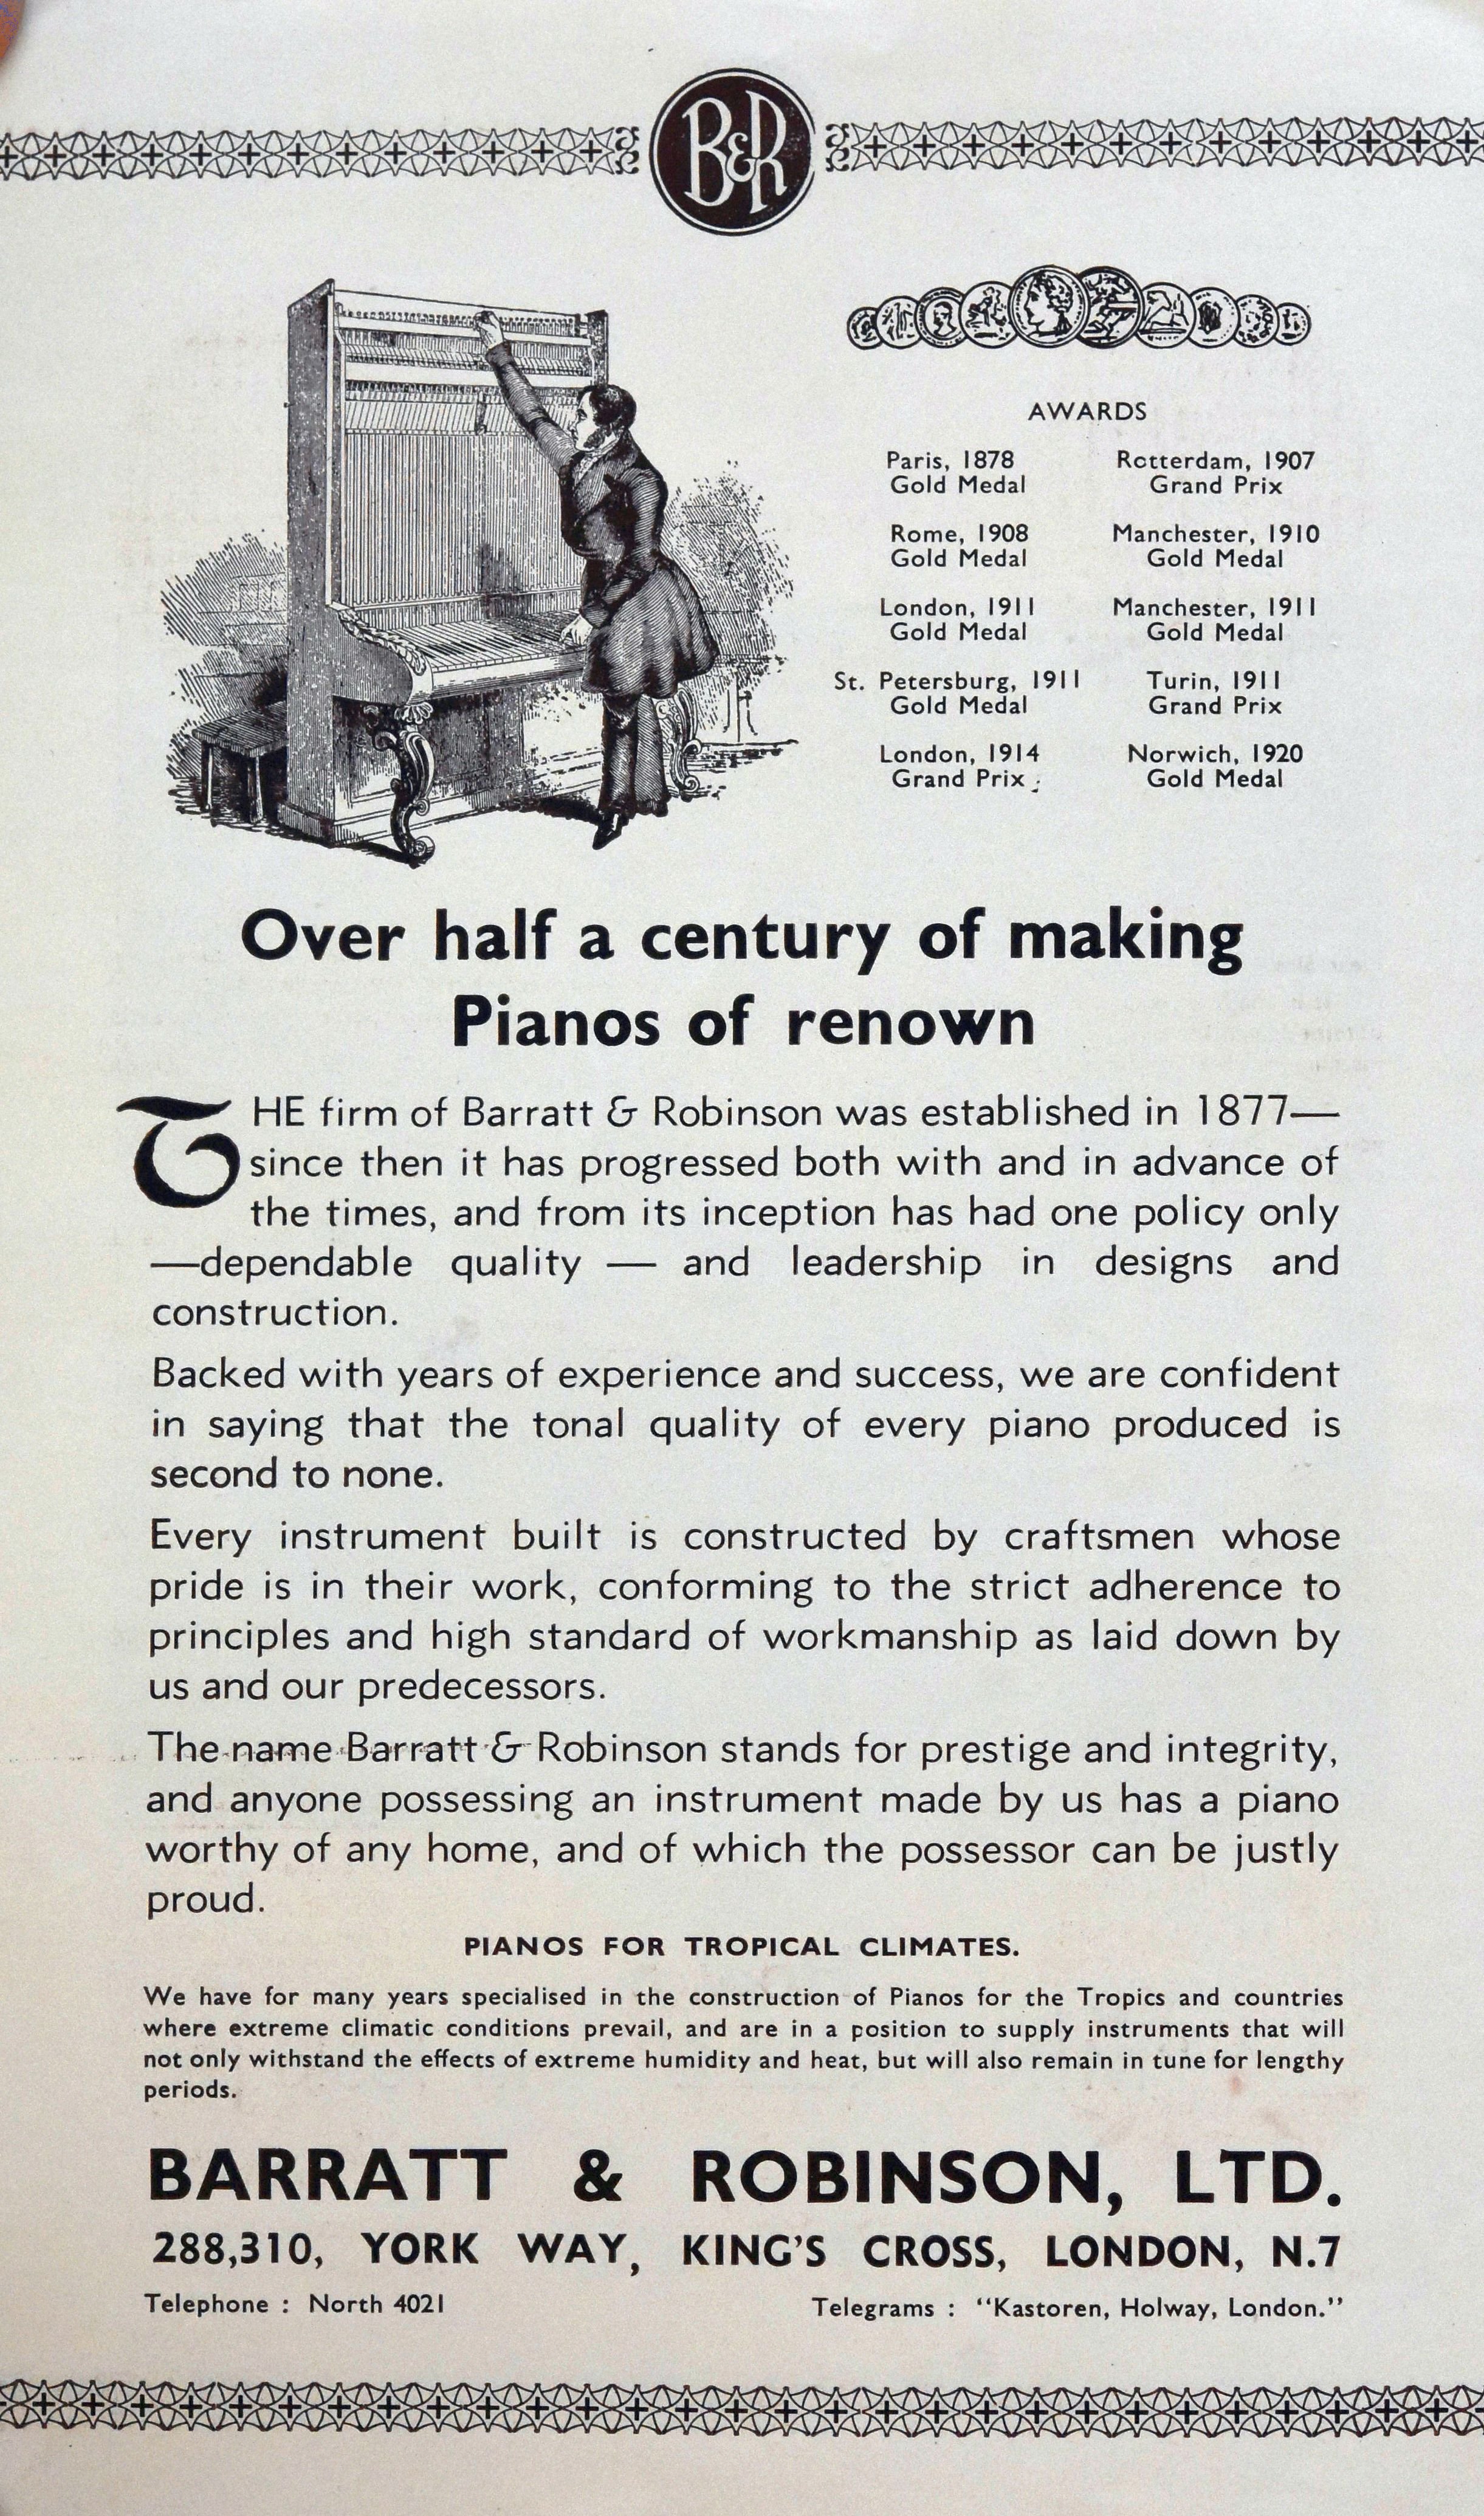 B&R
AWARDS
Paris, 1878
Gold Medal
Rotterdam, 1907
Grand Prix
Rome, 1908
Gold Medal
Manchester, 1910
Gold Medal
London, 1911
Gold Medal
Manchester, 1911
Gold Medal
St. Petersburg, 1911
Gold Medal
Turin, 1911
Grand Prix
London, 1914
Grand Prix
Norwich, 1920
Gold Medal
Over half a century of making
Pianos of renown
THE firm of Barratt & Robinson was established in 1877—
since then it has progressed both with and in advance of
the times, and from its inception has had one policy only
—dependable quality — and leadership in designs and
construction.
Backed with years of experience and success, we are confident
in saying that the tonal quality of every piano produced is
second to none.
Every instrument built is constructed by craftsmen whose
pride is in their work, conforming to the strict adherence to
principles and high standard of workmanship as laid down by
us and our predecessors.
The name Barratt & Robinson stands for prestige and integrity,
and anyone possessing an instrument made by us has a piano
worthy of any home, and of which the possessor can be justly
proud.
PIANOS FOR TROPICAL CLIMATES.
We have for many years specialised in the construction of Pianos for the Tropics and countries
where extreme climatic conditions prevail, and are in a position to supply instruments that will
not only withstand the effects of extreme humidity and heat, but will also remain in tune for lengthy
periods.
BARRATT & ROBINSON, LTD.
288,310, YORK WAY, KING'S CROSS, LONDON, N.7
Telephone : North 4021
Telegrams : "Kastoren, Holway, London."